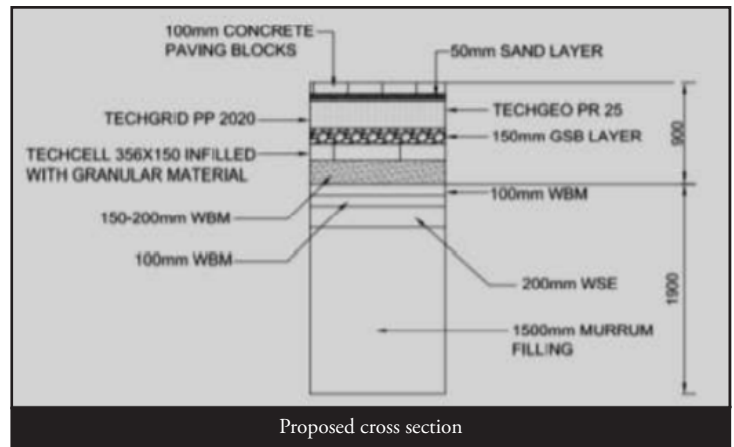 100mm CONCRETE
PAVING BLOCKS
50mm SAND LAYER
TECHGRID PP 2020
TECHGEO PR 25
150mm GSB LAYER
900
TECHCELL 356X150 INFILLED
WITH GRANULAR MATERIAL
100mm WBM
150-200mm WBM
100mm WBM
200mm WSE
1900
1500mm MURRUM
FILLING
Proposed cross section